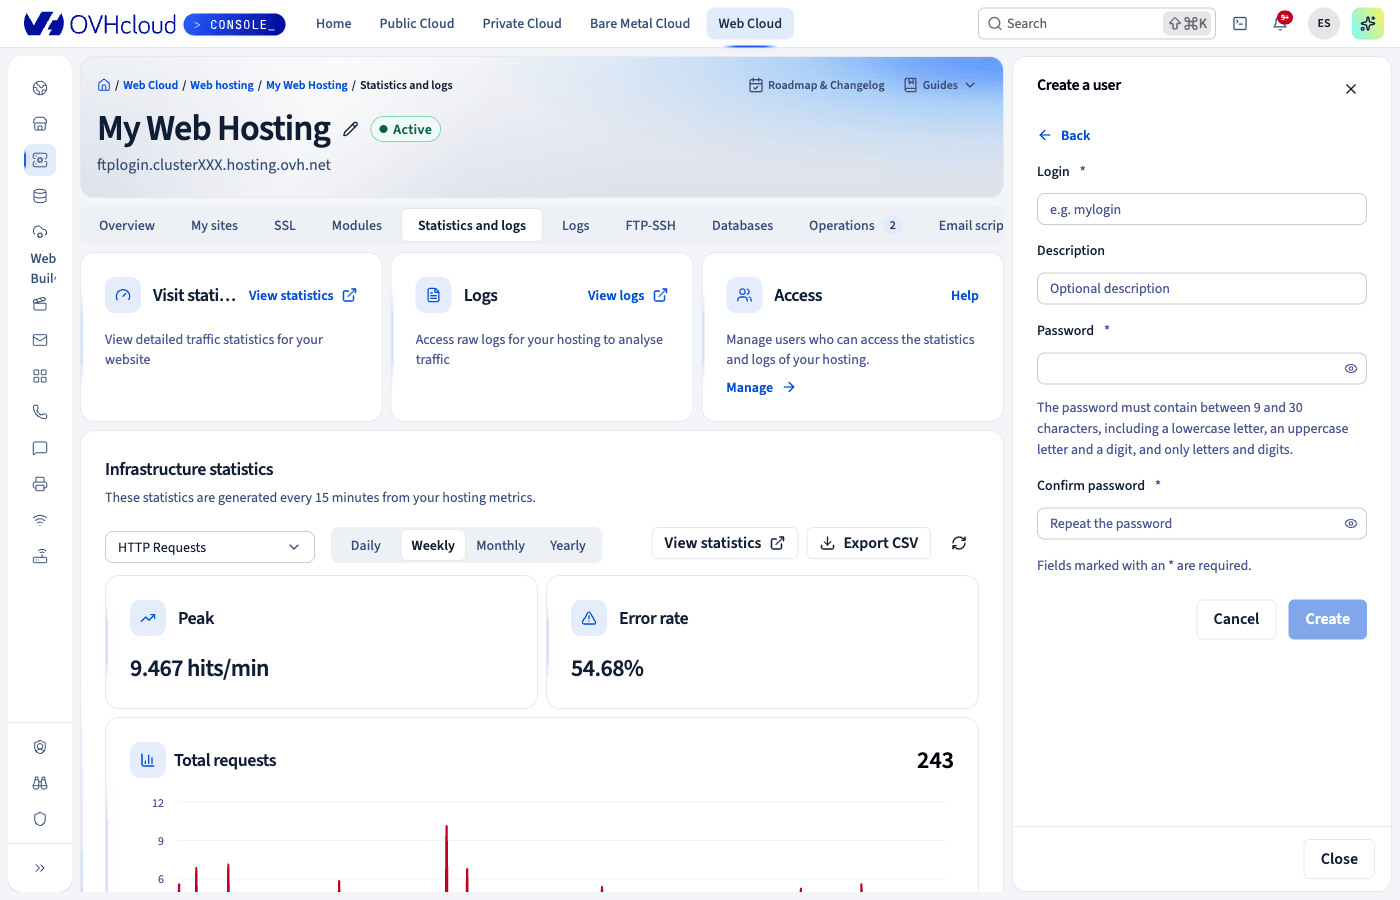 OVHcloud
> CONSOLE_
Home
Public Cloud
Private Cloud
Bare Metal Cloud
Web Cloud
Search
⇧⌘K
9+
ES
/ Web Cloud / Web hosting / My Web Hosting / Statistics and logs
Roadmap & Changelog
Guides
My Web Hosting
Active
ftplogin.clusterXXX.hosting.ovh.net
Web
Overview
My sites
SSL
Modules
Statistics and logs
Logs
FTP-SSH
Databases
Operations 2
Email scrip
Visit stati...
View statistics
View detailed traffic statistics for your
website
Logs
View logs
Access raw logs for your hosting to analyse
traffic
Access
Help
Manage users who can access the statistics
and logs of your hosting.
Manage
Infrastructure statistics
These statistics are generated every 15 minutes from your hosting metrics.
HTTP Requests
Daily
Weekly
Monthly
Yearly
View statistics
Export CSV
Peak
9.467 hits/min
Error rate
54.68%
Total requests
243
12
9
6
Create a user
Back
Login *
e.g. mylogin
Description
Optional description
Password *
The password must contain between 9 and 30
characters, including a lowercase letter, an uppercase
letter and a digit, and only letters and digits.
Confirm password *
Repeat the password
Fields marked with an * are required.
Cancel
Create
Close